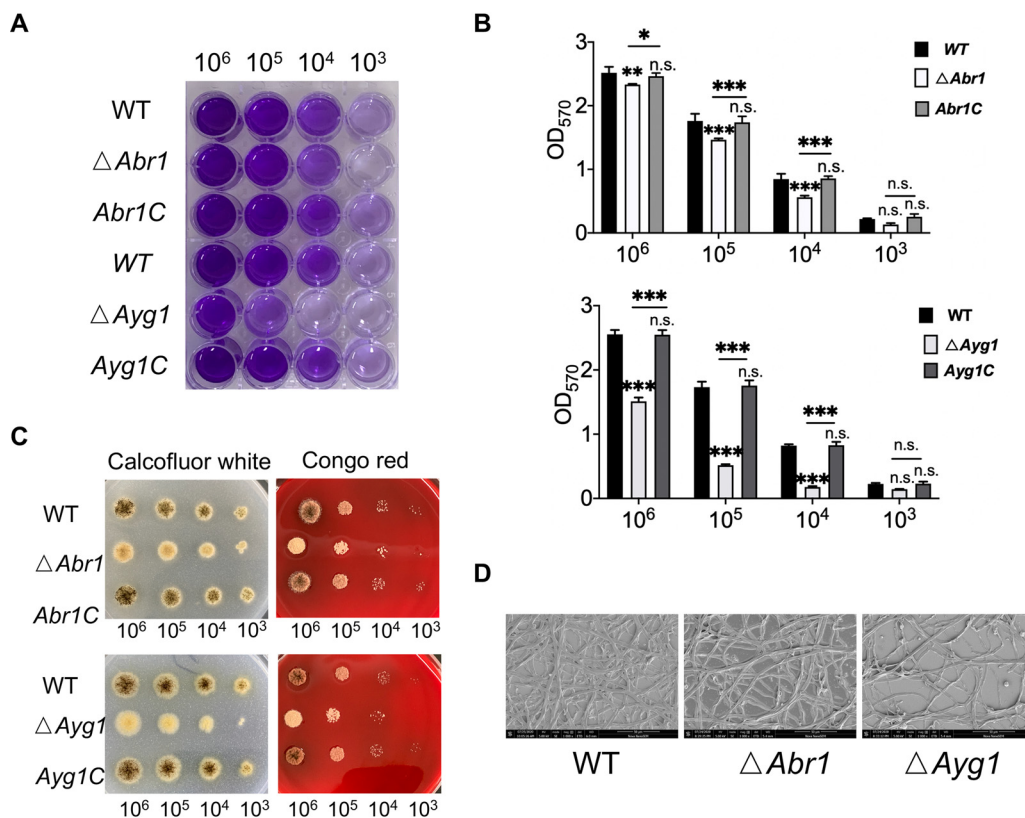 A
10⁶ 10⁵ 10⁴ 10³
WT
△Abr1
Abr1C
WT
△Ayg1
Ayg1C
B
OD570
3
2
1
0
WT
△Abr1
Abr1C
*
** n.s.
***
*** n.s.
***
*** n.s.
n.s.
n.s. n.s.
10⁶ 10⁵ 10⁴ 10³
OD570
3
2
1
0
WT
△Ayg1
Ayg1C
***
*** n.s.
***
*** n.s.
***
*** n.s.
n.s.
n.s. n.s.
10⁶ 10⁵ 10⁴ 10³
C
Calcofluor white Congo red
WT
△Abr1
Abr1C
10⁶ 10⁵ 10⁴ 10³ 10⁶ 10⁵ 10⁴ 10³
WT
△Ayg1
Ayg1C
10⁶ 10⁵ 10⁴ 10³ 10⁶ 10⁵ 10⁴ 10³
D
WT △Abr1 △Ayg1